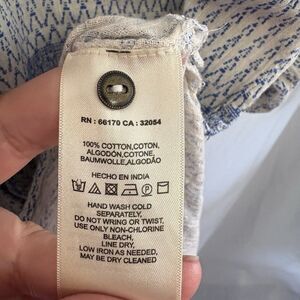 RN : 66170 CA : 32054
100% COTTON,COTON,
ALGODÓN,COTONE,
BAUMWOLLE,ALGODÃO
HECHO EN INDIA
HAND WASH COLD
SEPARATELY,
DO NOT WRING OR TWIST,
USE ONLY NON-CHLORINE
BLEACH,
LINE DRY,
LOW IRON AS NEEDED,
MAY BE DRY CLEANED